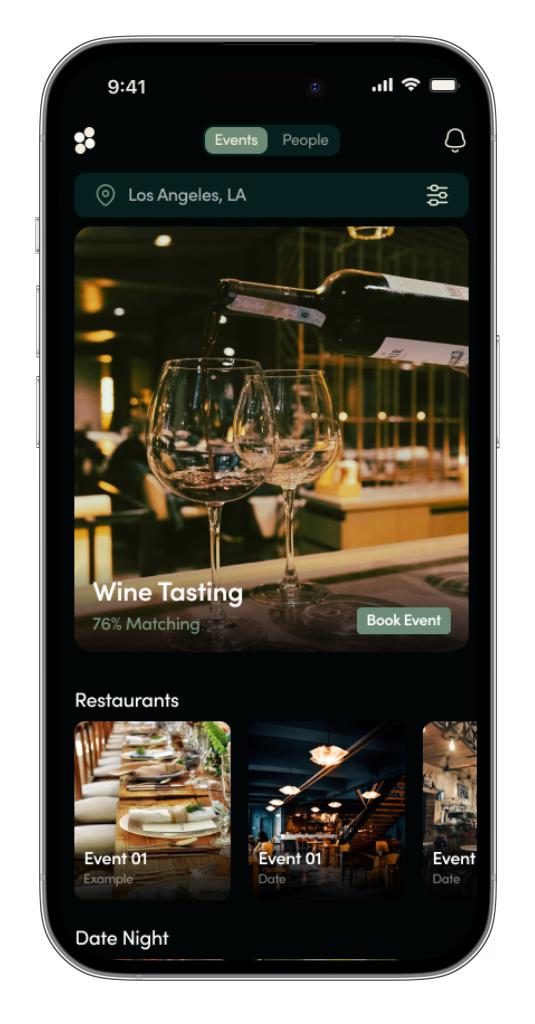 9:41
Events
People
Los Angeles, LA
Wine Tasting
76% Matching
Book Event
Restaurants
Event 01
Event 01
Event
Example
Date
Date
Date Night